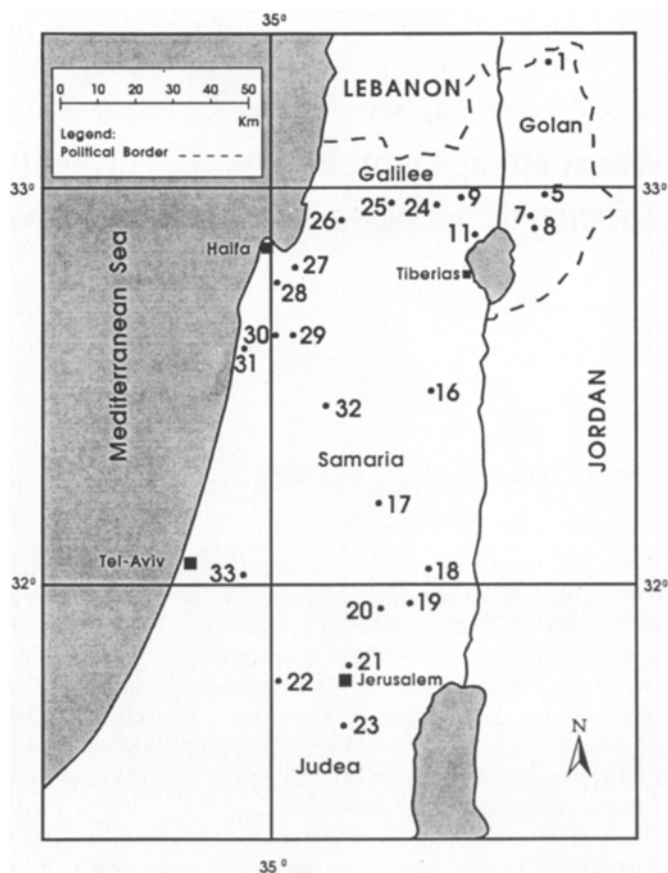 35°
LEBANON
1
Golan
0 10 20 30 40 50
Km
Legend:
Political Border
33° 33°
Galilee
25 24 9 5
26 7 8
11
Haifa
27 Tiberias
28
30 29
31
16
32
Mediterranean Sea
JORDAN
Samaria
17
Tel-Aviv
33 18
32° 32°
20 19
21
22 Jerusalem
23
N
Judea
35°